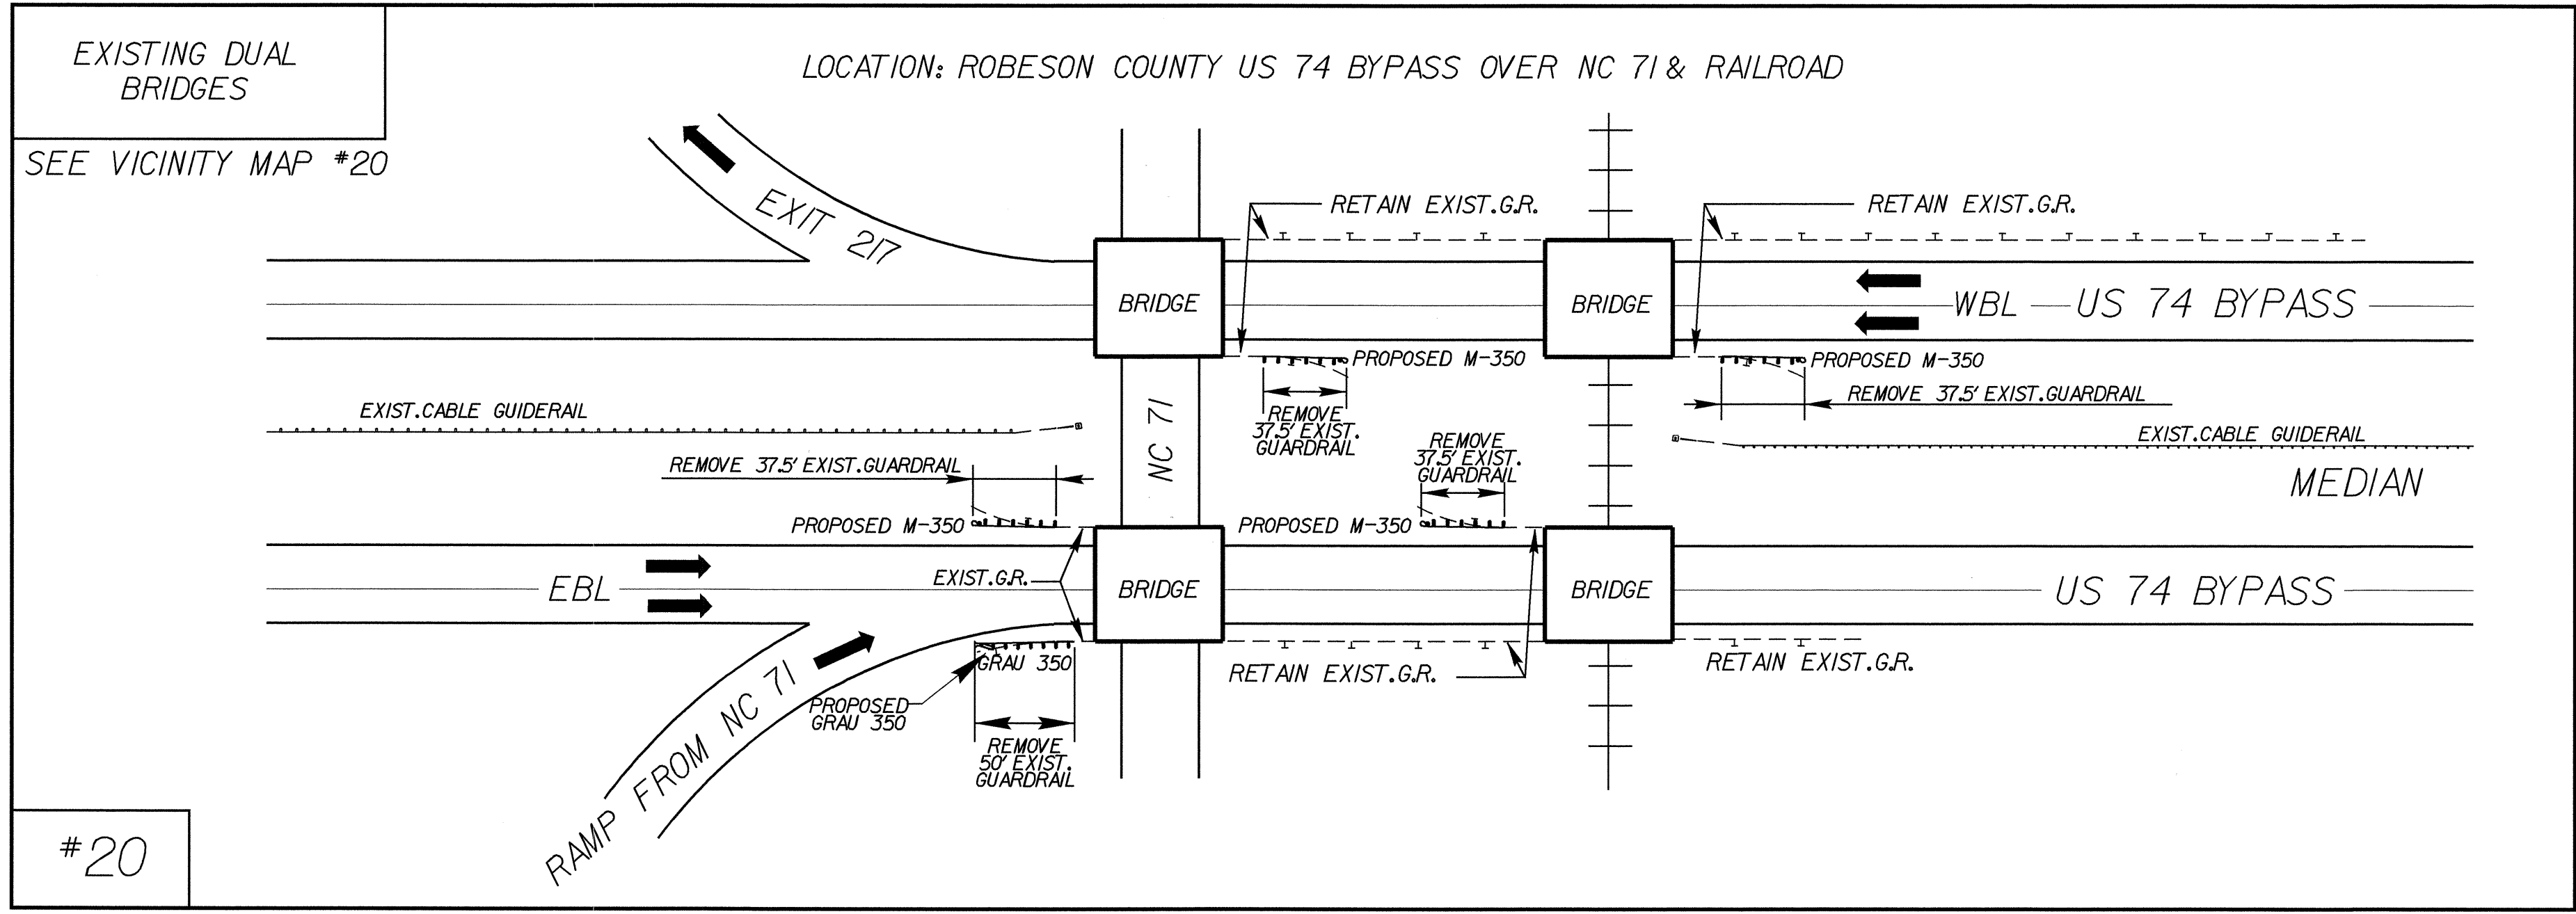 EXISTING DUAL
BRIDGES
LOCATION: ROBESON COUNTY US 74 BYPASS OVER NC 71 & RAILROAD
SEE VICINITY MAP #20
EXIT 217
RETAIN EXIST. G.R.
RETAIN EXIST. G.R.
BRIDGE
BRIDGE
WBL
US 74 BYPASS
PROPOSED M-350
PROPOSED M-350
REMOVE 37.5' EXIST. GUARDRAIL
EXIST. CABLE GUIDERAIL
REMOVE
37.5' EXIST.
GUARDRAIL
NC 71
REMOVE
37.5' EXIST.
GUARDRAIL
EXIST. CABLE GUIDERAIL
REMOVE 37.5' EXIST. GUARDRAIL
MEDIAN
PROPOSED M-350
PROPOSED M-350
EXIST. G.R.
EBL
BRIDGE
BRIDGE
US 74 BYPASS
GRAU 350
RETAIN EXIST. G.R.
RETAIN EXIST. G.R.
PROPOSED
GRAU 350
RAMP FROM NC 71
REMOVE
50' EXIST.
GUARDRAIL
#20